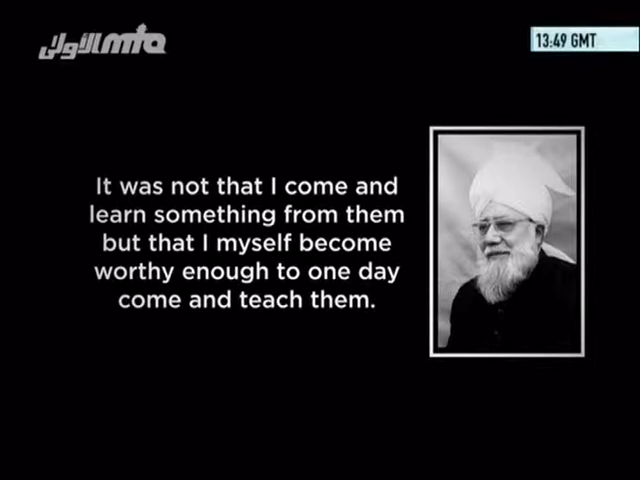 الاولى mta
13:49 GMT
It was not that I come and
learn something from them
but that I myself become
worthy enough to one day
come and teach them.